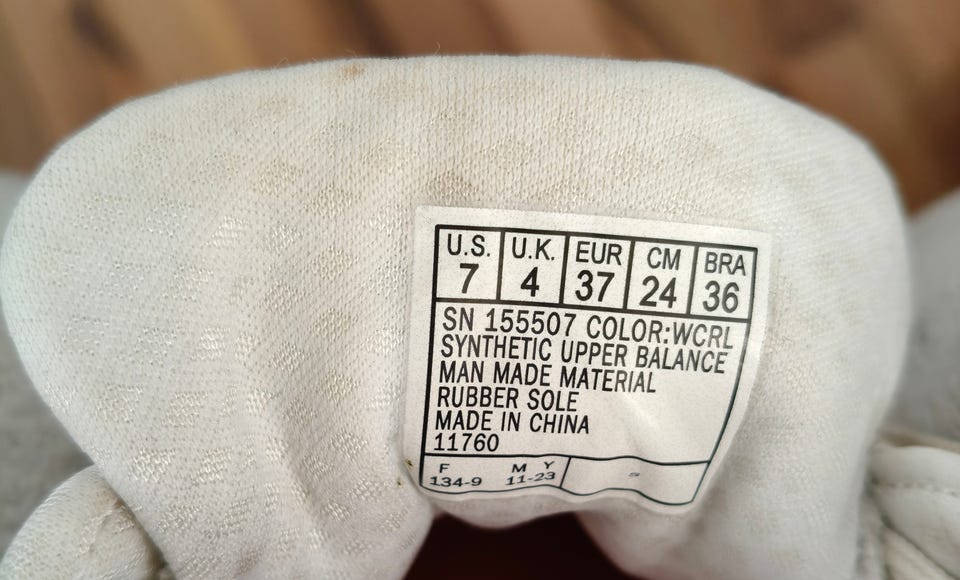 U.S. U.K. EUR CM BRA
7 4 37 24 36
SN 155507 COLOR:WCRL
SYNTHETIC UPPER BALANCE
MAN MADE MATERIAL
RUBBER SOLE
MADE IN CHINA
11760
F M Y
134-9 11-23